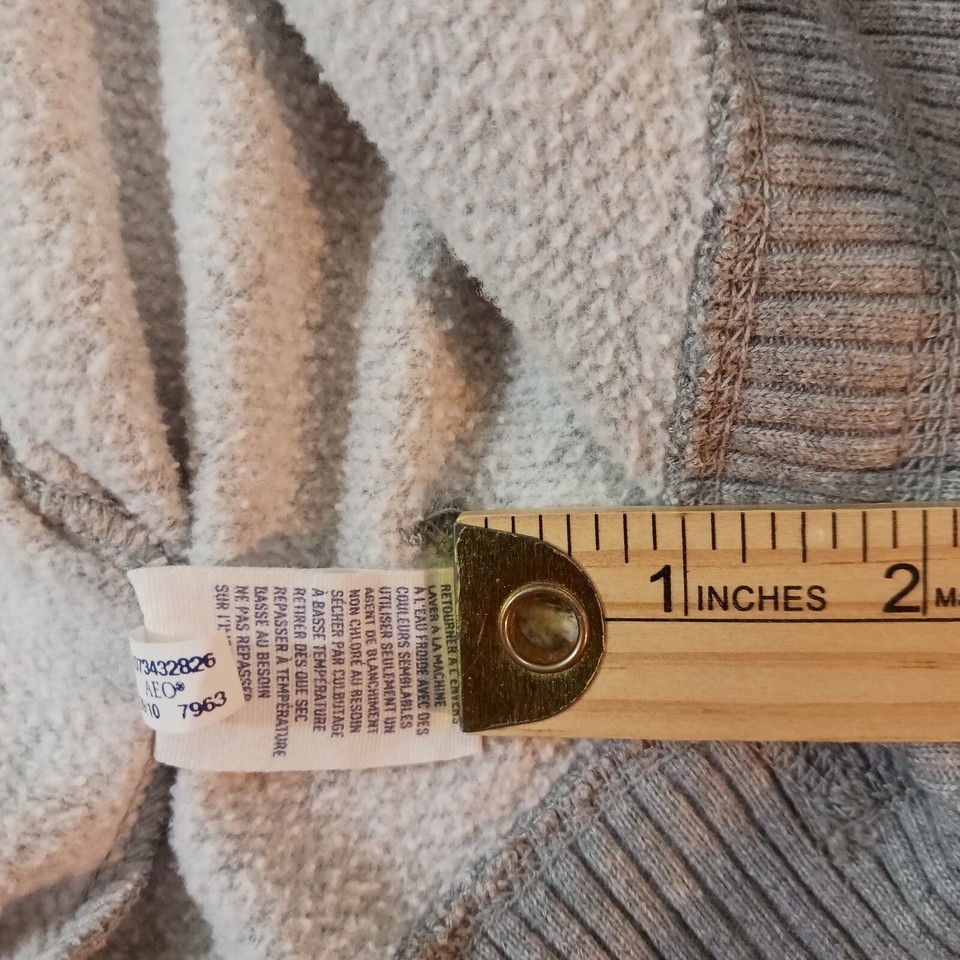 RETOURNER À L'ENVERS
LAVER À LA MACHINE
À L'EAU FROIDE AVEC DES
COULEURS SEMBLABLES
UTILISER SEULEMENT UN
AGENT DE BLANCHIMENT
NON CHLORÉ AU BESOIN
SÉCHER PAR CULBUTAGE
À BASSE TEMPÉRATURE
RETIRER DÈS QUE SEC
REPASSER À TEMPÉRATURE
BASSE AU BESOIN
NE PAS REPASSER
SUR
073432826
AEO®
10 7963
1 INCHES 2